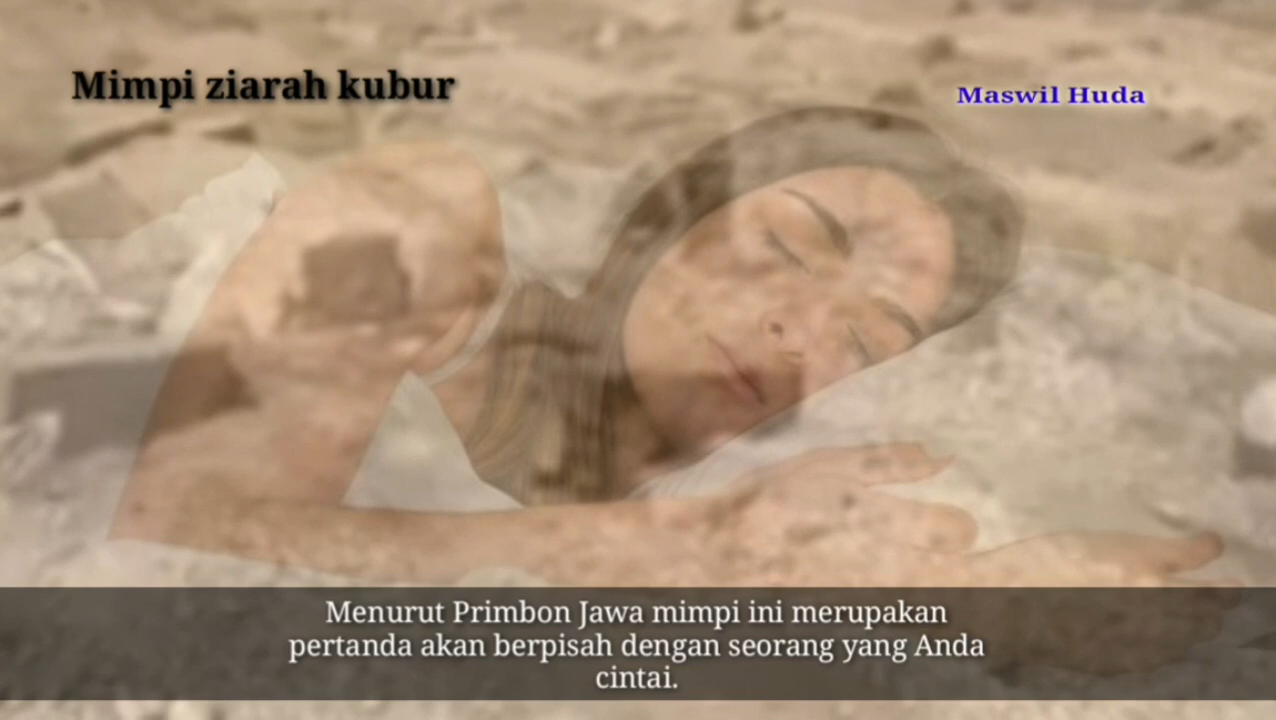 Mimpi ziarah kubur
Maswil Huda
Menurut Primbon Jawa mimpi ini merupakan
pertanda akan berpisah dengan seorang yang Anda
cintai.